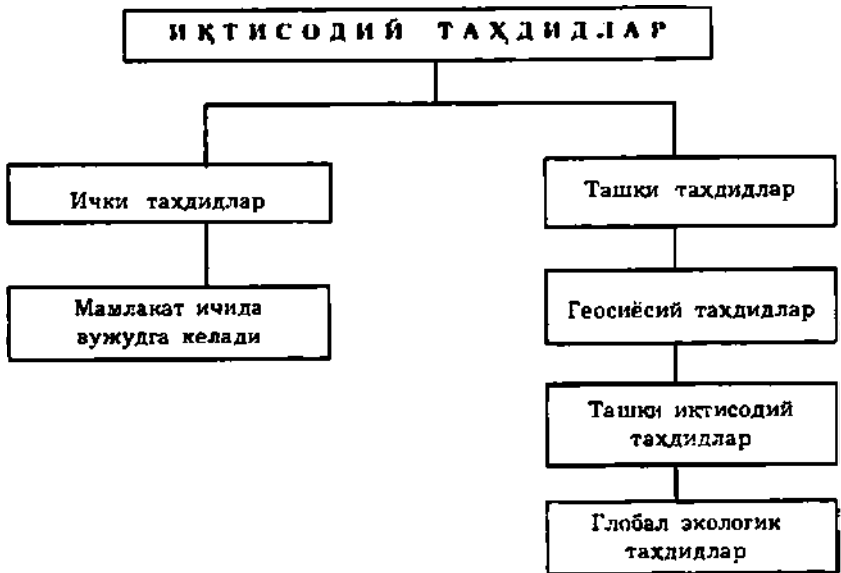 ИҚТИСОДИЙ ТАҲДИДЛАР
Ички таҳдидлар
Мамлакат ичида
вужудга келади
Ташқи таҳдидлар
Геосиёсий таҳдидлар
Ташқи иқтисодий
таҳдидлар
Глобал экологик
таҳдидлар